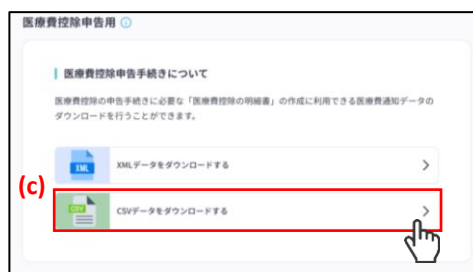 医療費控除申告用 ⓘ
医療費控除申告手続きについて
医療費控除の申告手続きに必要な「医療費控除の明細書」の作成に利用できる医療費通知データの
ダウンロードを行うことができます。
XML
XMLデータをダウンロードする
(c)
CSV
CSVデータをダウンロードする